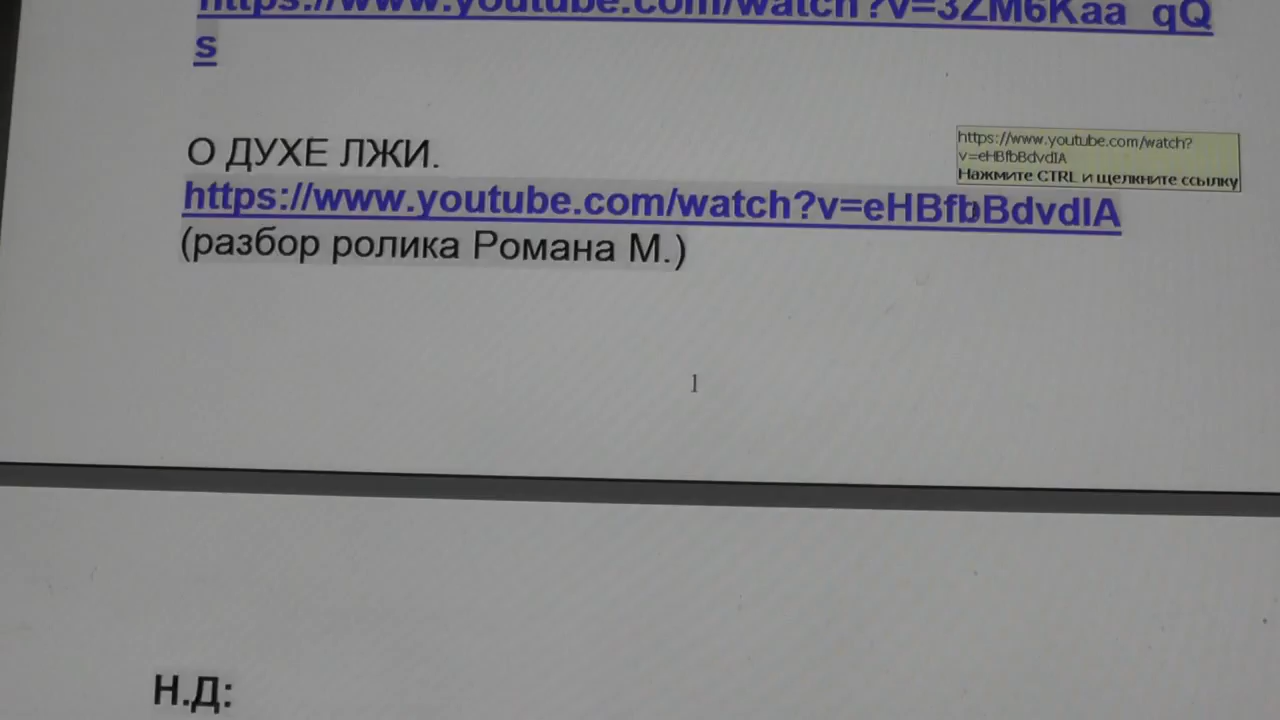 https://www.youtube.com/watch?v=3ZM6Kaa_qQ
s
О ДУХЕ ЛЖИ.
https://www.youtube.com/watch?
v=eHBfbBdvdIA
Нажмите CTRL и щелкните ссылку
https://www.youtube.com/watch?v=eHBfbBdvdIA
(разбор ролика Романа М.)
1
Н.Д: